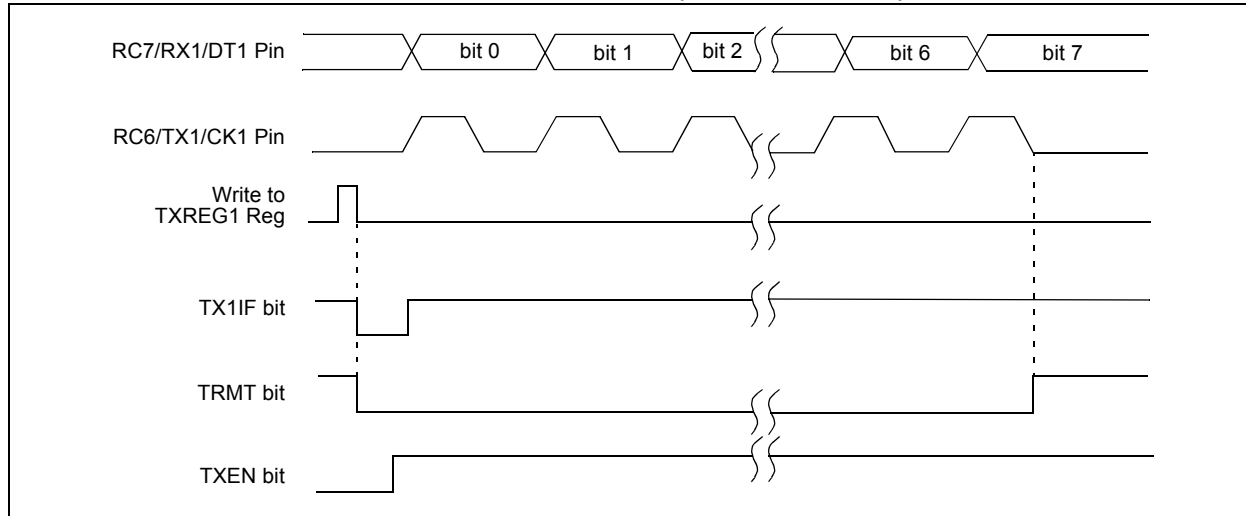 RC7/RX1/DT1 Pin bit 0 bit 1 bit 2 bit 6 bit 7
RC6/TX1/CK1 Pin
Write to
TXREG1 Reg
TX1IF bit
TRMT bit
TXEN bit